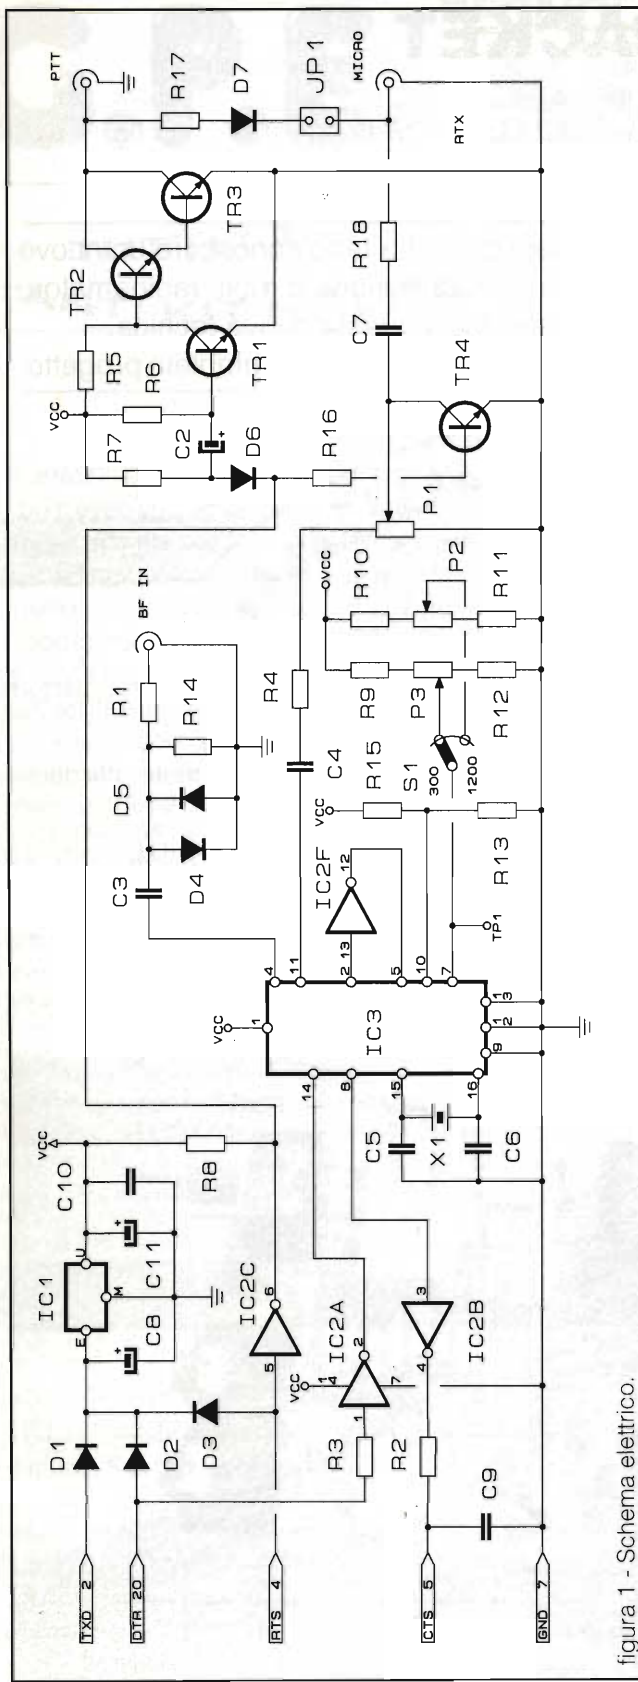 TXD 2
DTR 20
RTS 4
CTS 5
GND 7
D1
D2
D3
IC1
E
U
M
C8
C11
C10
VCC
R8
IC2C
5
6
IC2A
VCC
14
1
2
7
R3
R2
IC2B
3
4
C9
C5
X1
C6
IC3
VCC
1
14
8
15
16
9
12
13
4
11
2
5
10
7
C3
D4
D5
R14
R1
BF IN
IC2F
13
12
C4
R4
VCC
R15
R13
TP1
S1
300
1200
VCC
R9
R10
P3
P2
R12
R11
P1
VCC
R7
R6
R5
C2
D6
R16
TR1
TR2
TR3
TR4
C7
R18
PTT
R17
D7
JP1
MICRO
RTX
figura 1 - Schema elettrico.